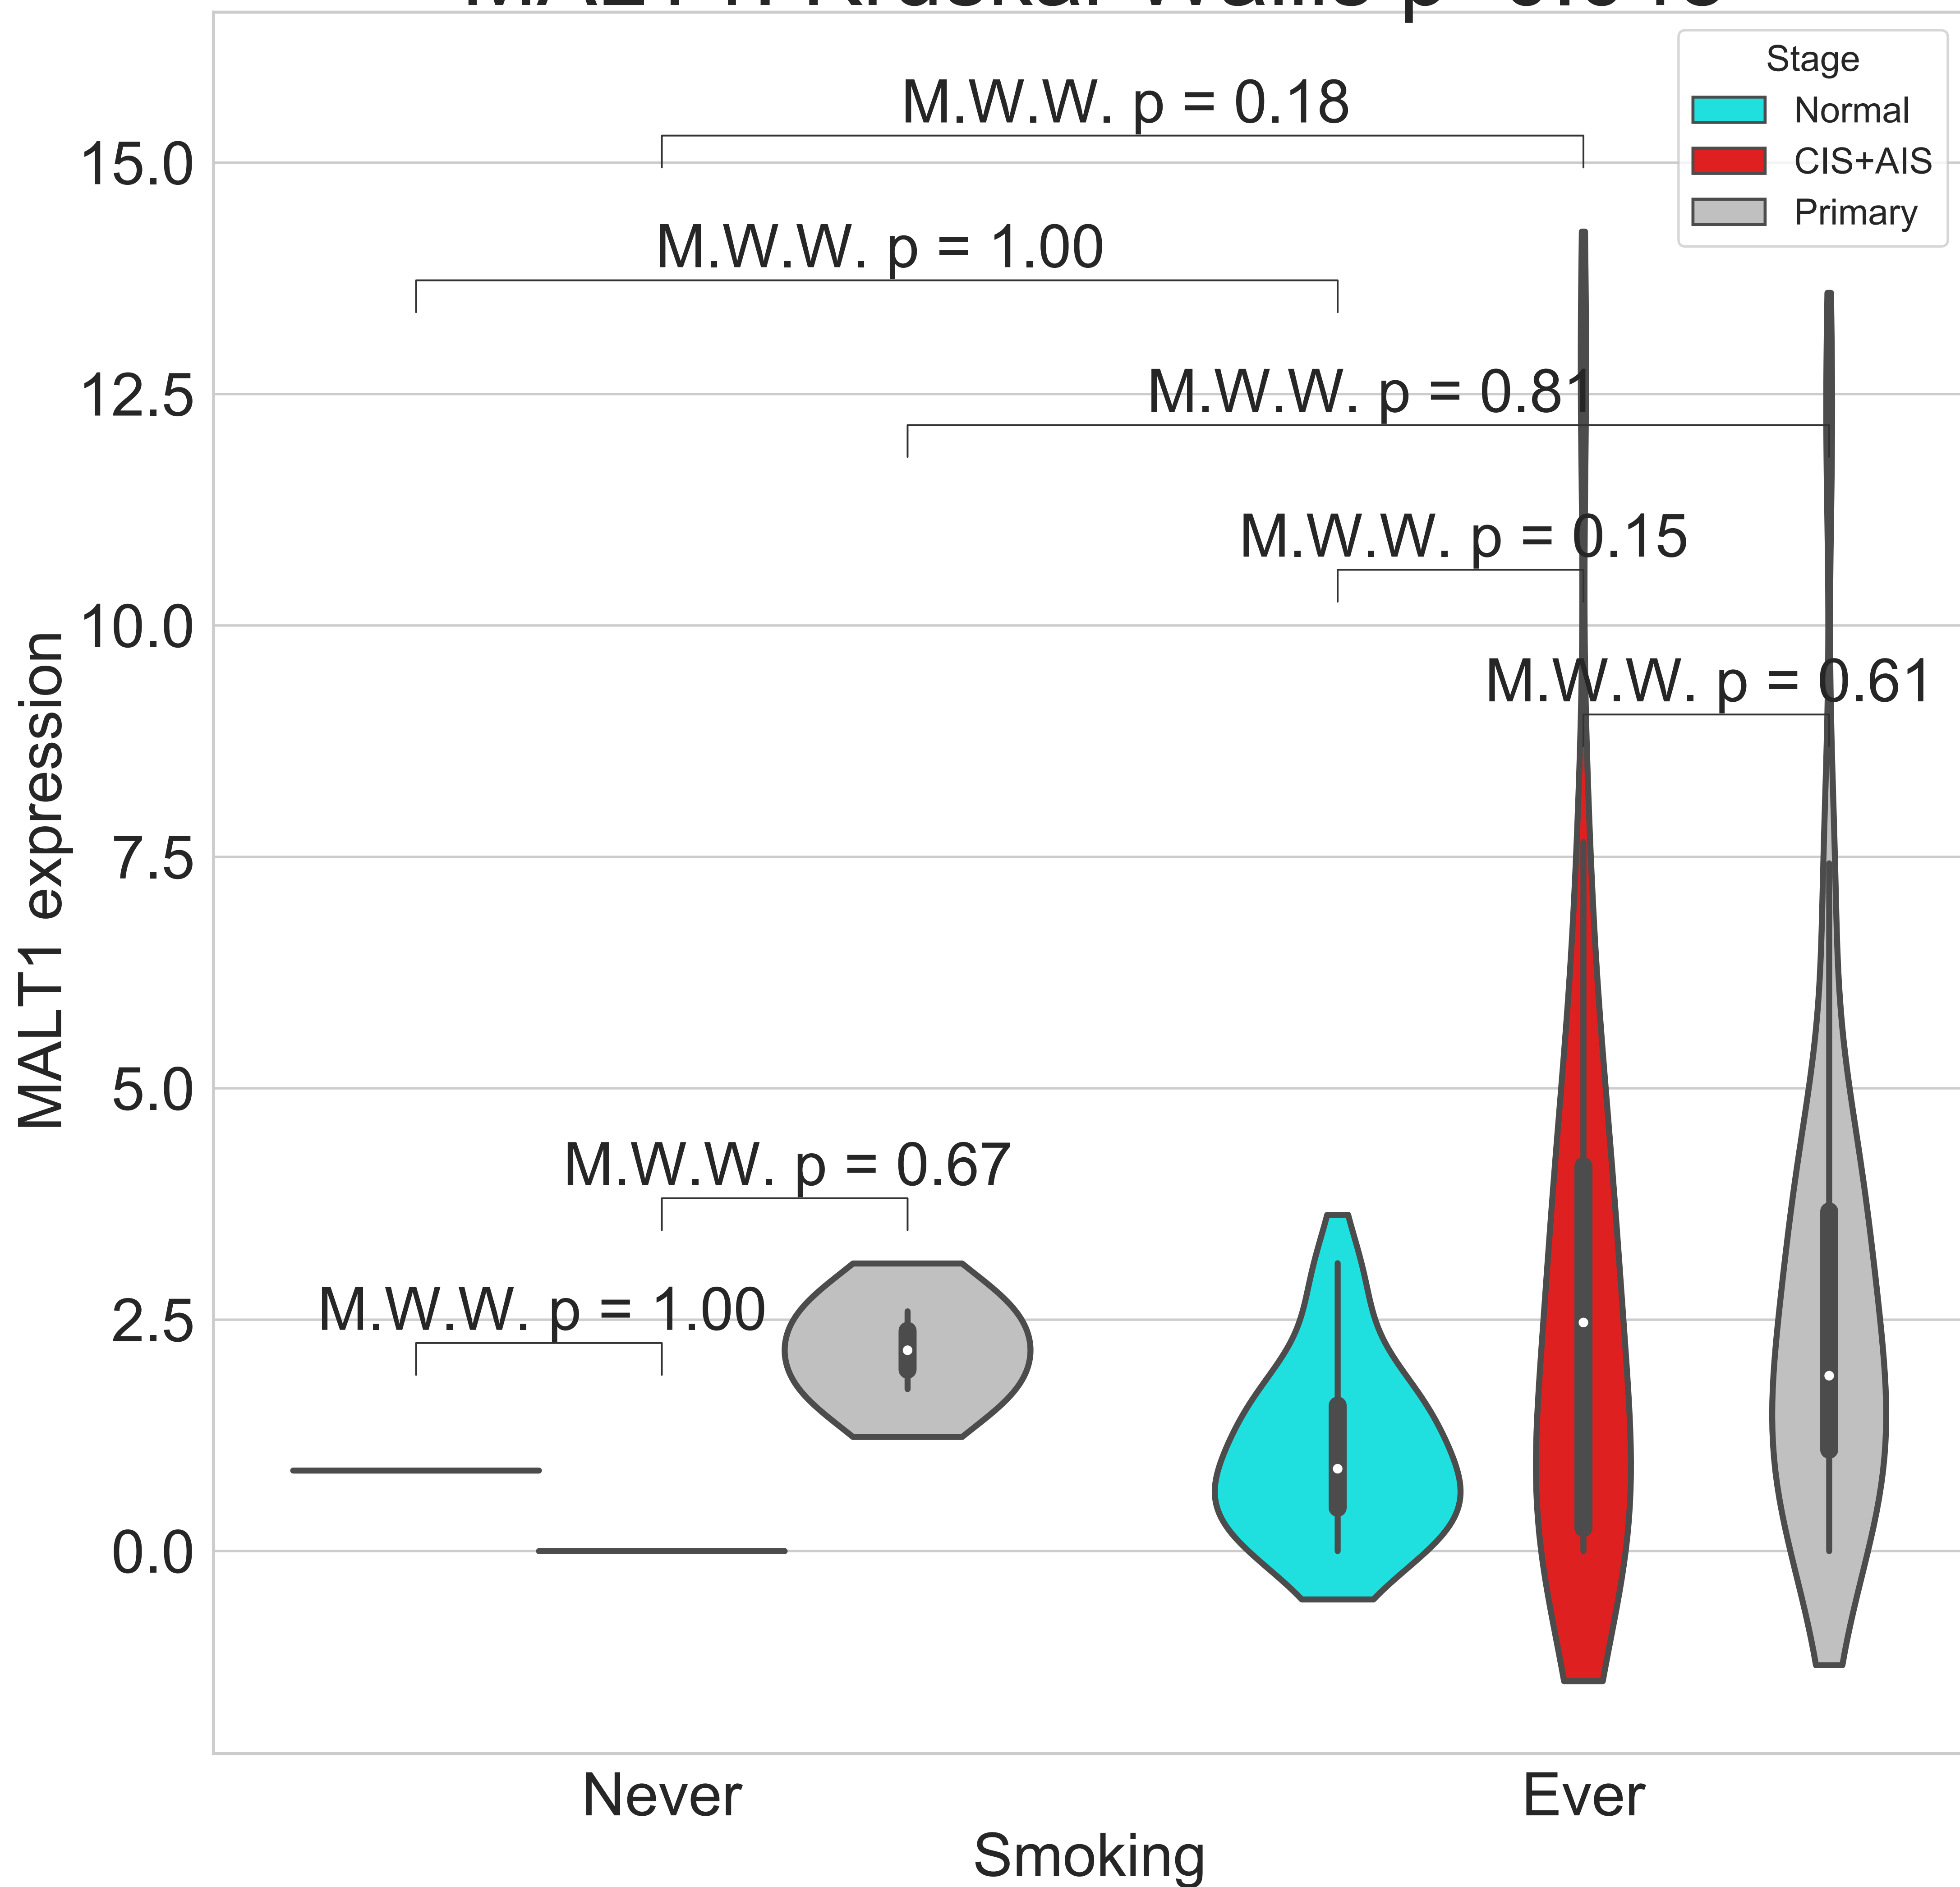 Stage
Normal
CIS+AIS
Primary
M.W.W. p = 0.18
15.0
M.W.W. p = 1.00
M.W.W. p = 0.81
12.5
M.W.W. p = 0.15
10.0
M.W.W. p = 0.61
MALT1 expression
7.5
5.0
M.W.W. p = 0.67
M.W.W. p = 1.00
2.5
0.0
Never
Ever
Smoking